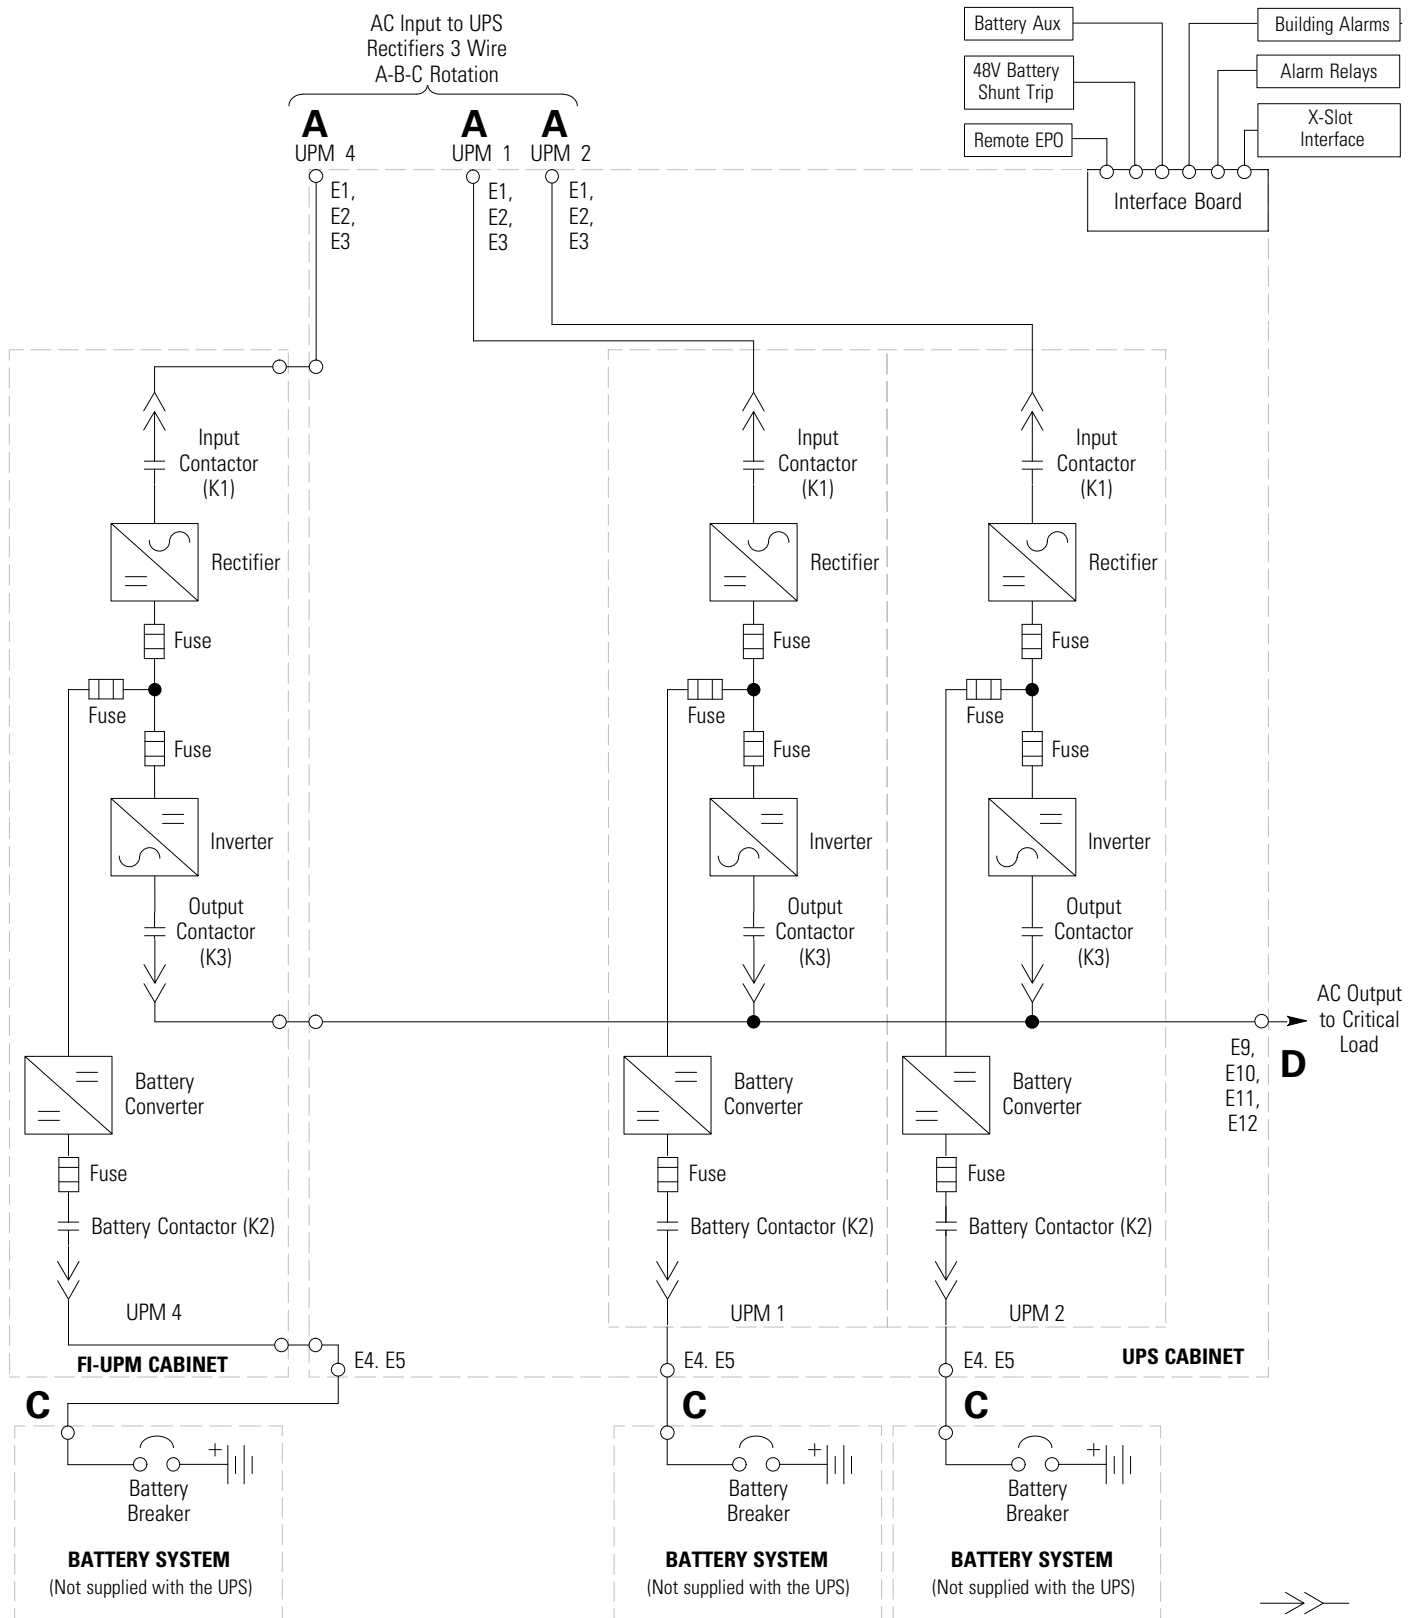 AC Input to UPS
Rectifiers 3 Wire
A-B-C Rotation
Battery Aux
48V Battery
Shunt Trip
Remote EPO
Building Alarms
Alarm Relays
X-Slot
Interface
Interface Board
A
UPM 4
A
UPM 1
A
UPM 2
E1,
E2,
E3
E1,
E2,
E3
E1,
E2,
E3
Input
Contactor
(K1)
Rectifier
Fuse
Fuse
Fuse
Inverter
Output
Contactor
(K3)
Battery
Converter
Fuse
Battery Contactor (K2)
UPM 4
FI-UPM CABINET
Input
Contactor
(K1)
Rectifier
Fuse
Fuse
Fuse
Inverter
Output
Contactor
(K3)
Battery
Converter
Fuse
Battery Contactor (K2)
UPM 1
Input
Contactor
(K1)
Rectifier
Fuse
Fuse
Fuse
Inverter
Output
Contactor
(K3)
Battery
Converter
Fuse
Battery Contactor (K2)
UPM 2
AC Output
to Critical
Load
E9,
E10,
E11,
E12
D
UPS CABINET
E4. E5
E4. E5
E4. E5
C
C
C
Battery
Breaker
BATTERY SYSTEM
(Not supplied with the UPS)
Battery
Breaker
BATTERY SYSTEM
(Not supplied with the UPS)
Battery
Breaker
BATTERY SYSTEM
(Not supplied with the UPS)